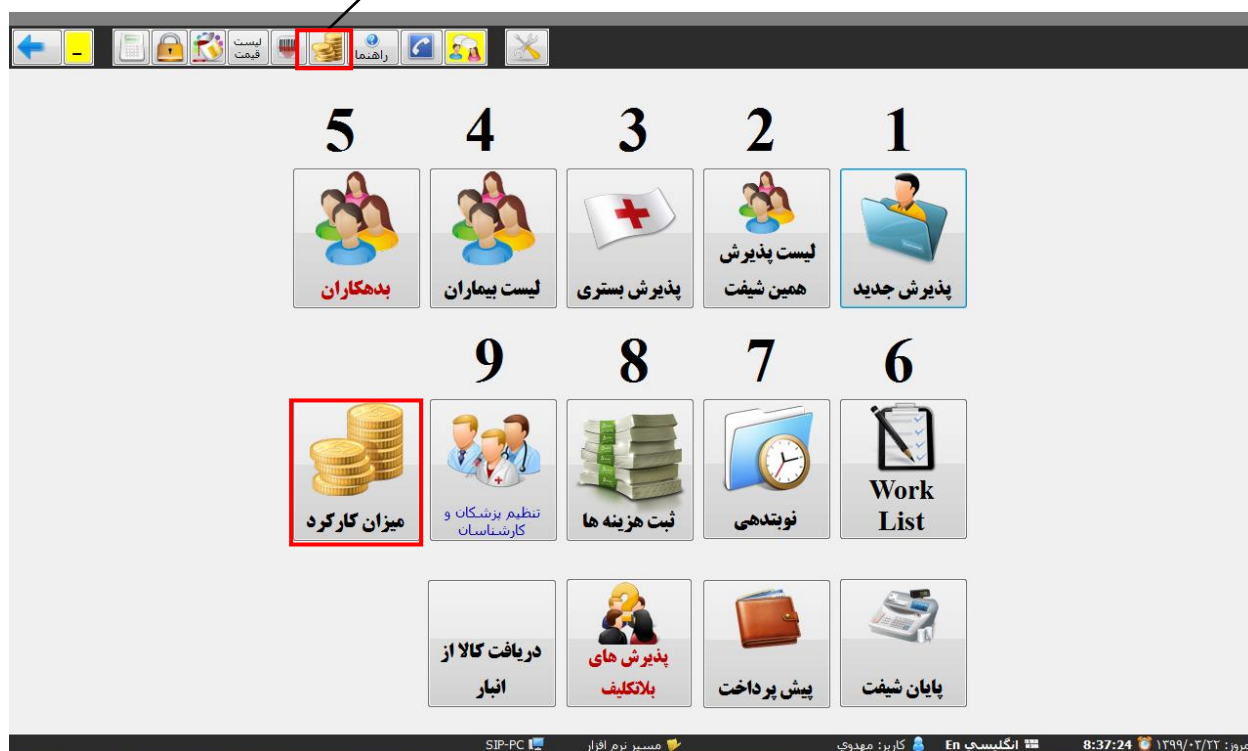 لیست
قیمت
راهنما
1
2
3
4
5
پذیرش جدید
لیست پذیرش
همین شیفت
پذیرش بستری
لیست بیماران
بدهکاران
6
7
8
9
Work
List
نوبتدهی
ثبت هزینه ها
تنظیم پزشکان و
کارشناسان
میزان کارکرد
پایان شیفت
پیش پرداخت
پذیرش های
بلاتکلیف
دریافت کالا از
انبار
مروز: ۱۳۹۹/۰۳/۲۲ 8:37:24 انگلیسی En کاربر: مهدوي مسیر نرم افزار SIP-PC